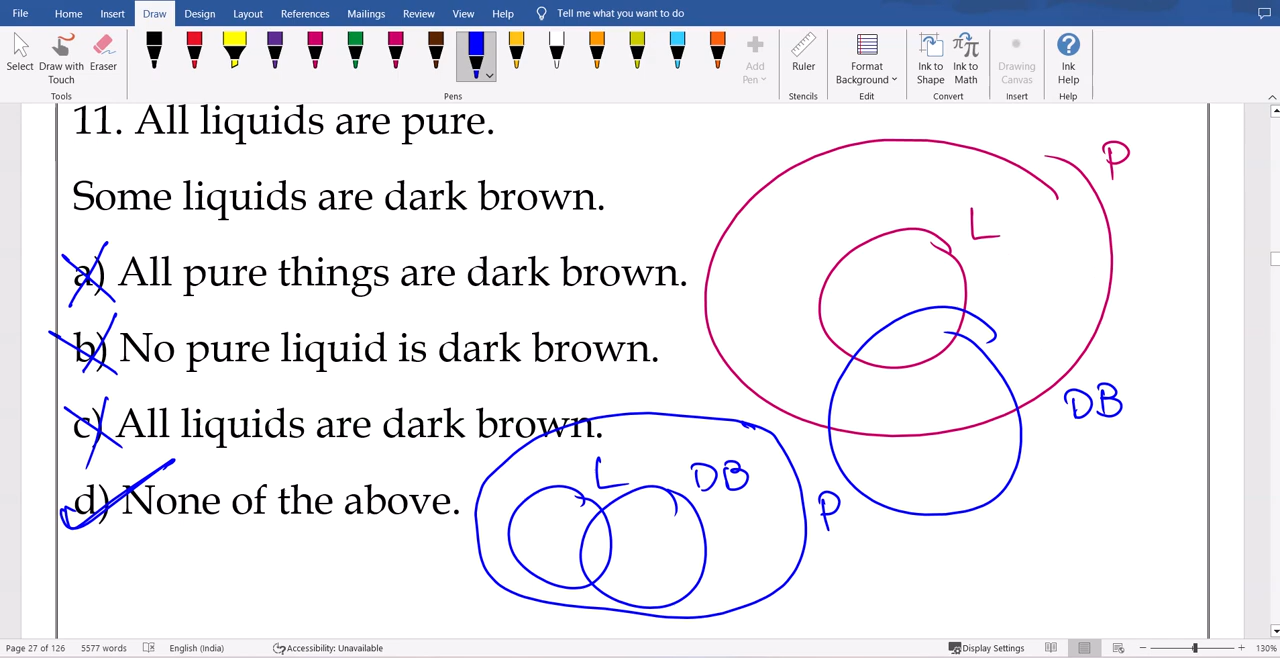 File Home Insert Draw Design Layout References Mailings Review View Help Tell me what you want to do
Select Draw with Touch Eraser Add Pen Ruler Format Background Ink to Shape Ink to Math Drawing Canvas Ink Help
Tools Pens Stencils Edit Convert Insert Help
11. All liquids are pure.
P
Some liquids are dark brown.
L
a) All pure things are dark brown.
b) No pure liquid is dark brown.
DB
c) All liquids are dark brown.
L DB
d) None of the above.
P
Page 27 of 126 5577 words English (India) Accessibility: Unavailable Display Settings 130%